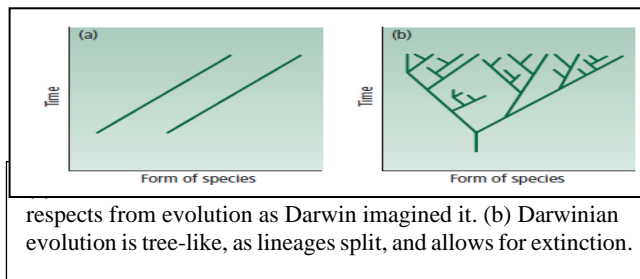 (a)
Time
Form of species
(b)
Time
Form of species
respects from evolution as Darwin imagined it. (b) Darwinian
evolution is tree-like, as lineages split, and allows for extinction.